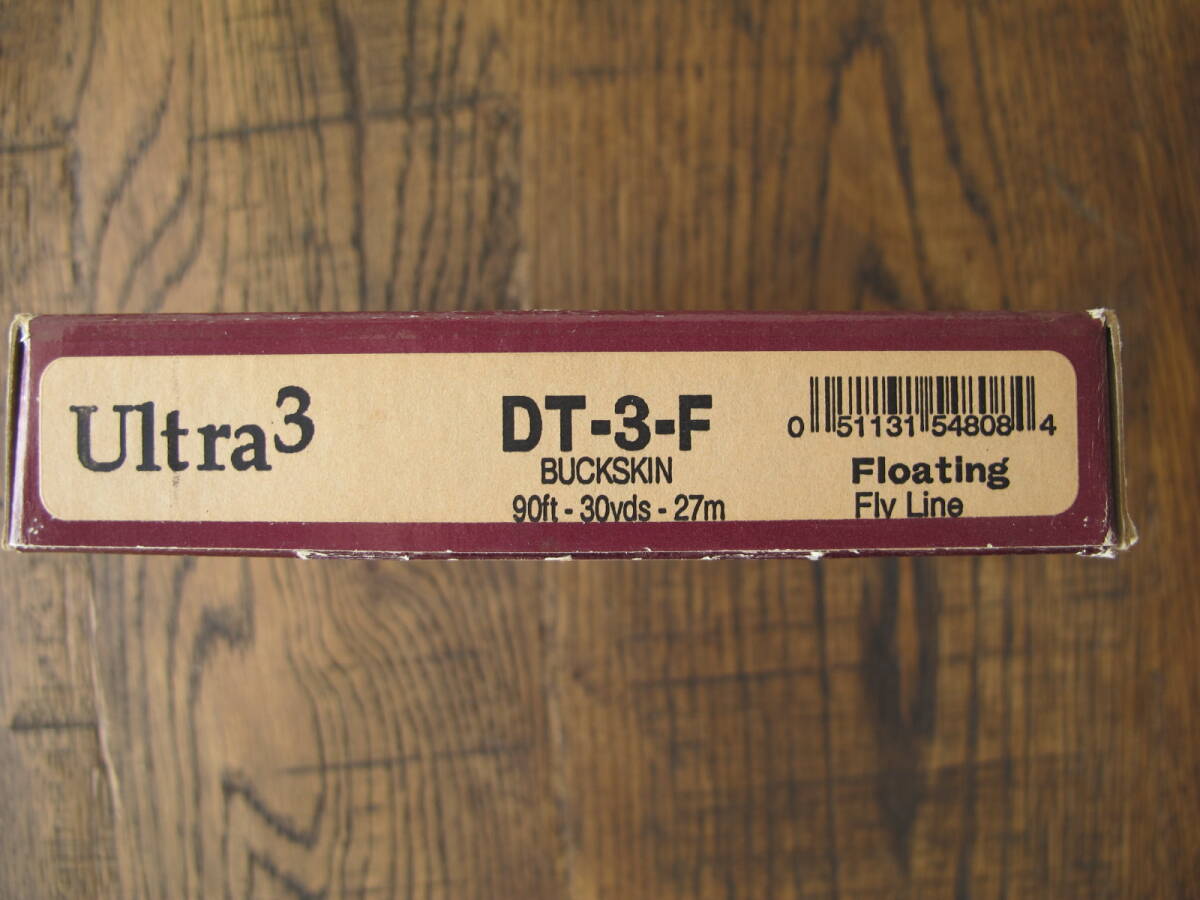 Ultra3
DT-3-F
BUCKSKIN
90ft - 30yds - 27m
0 51131 54808 4
Floating
Fly Line